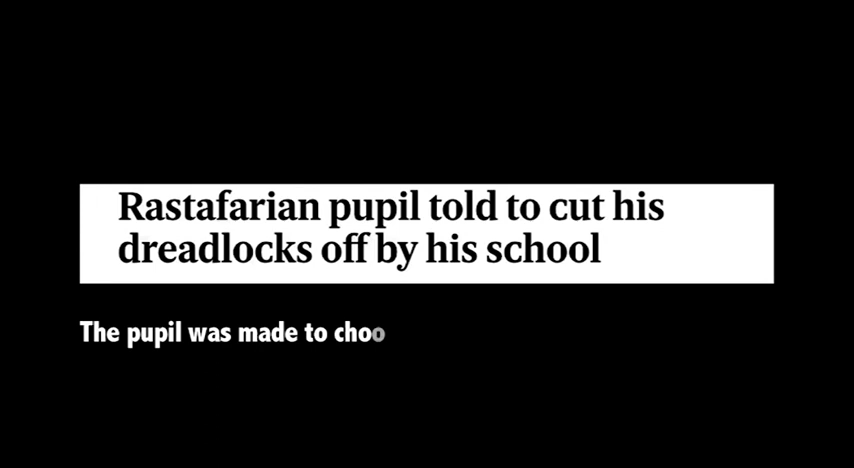 Rastafarian pupil told to cut his
dreadlocks off by his school
The pupil was made to choo